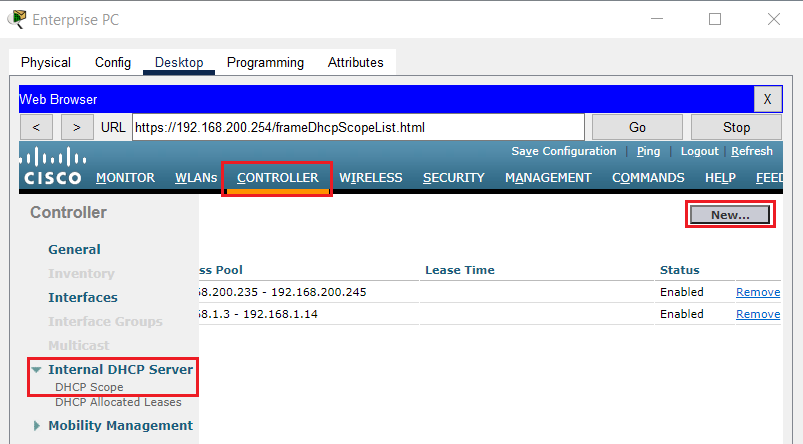 Enterprise PC
Physical Config Desktop Programming Attributes
Web Browser X
< > URL https://192.168.200.254/frameDhcpScopeList.html Go Stop
Save Configuration | Ping | Logout | Refresh
CISCO MONITOR WLANs CONTROLLER WIRELESS SECURITY MANAGEMENT COMMANDS HELP FEED
Controller
New...
General
Inventory
ss Pool Lease Time Status
8.200.235 - 192.168.200.245 Enabled Remove
Interfaces
8.1.3 - 192.168.1.14 Enabled Remove
Interface Groups
Multicast
Internal DHCP Server
DHCP Scope
DHCP Allocated Leases
Mobility Management